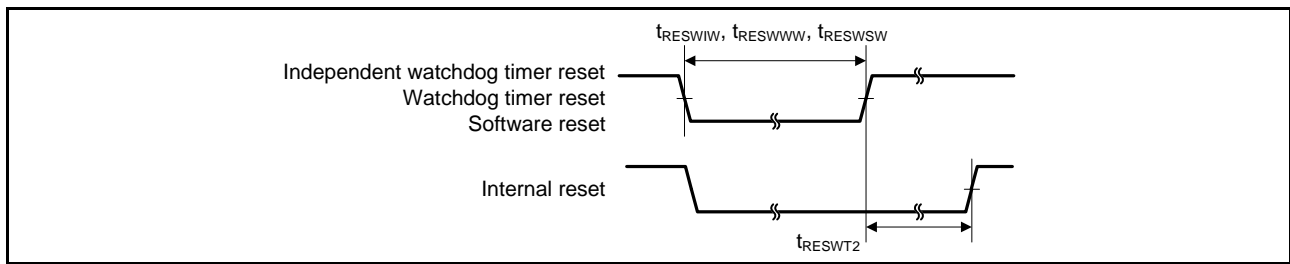 tRESWIW, tRESWWW, tRESWSW
Independent watchdog timer reset
Watchdog timer reset
Software reset
Internal reset
tRESWT2